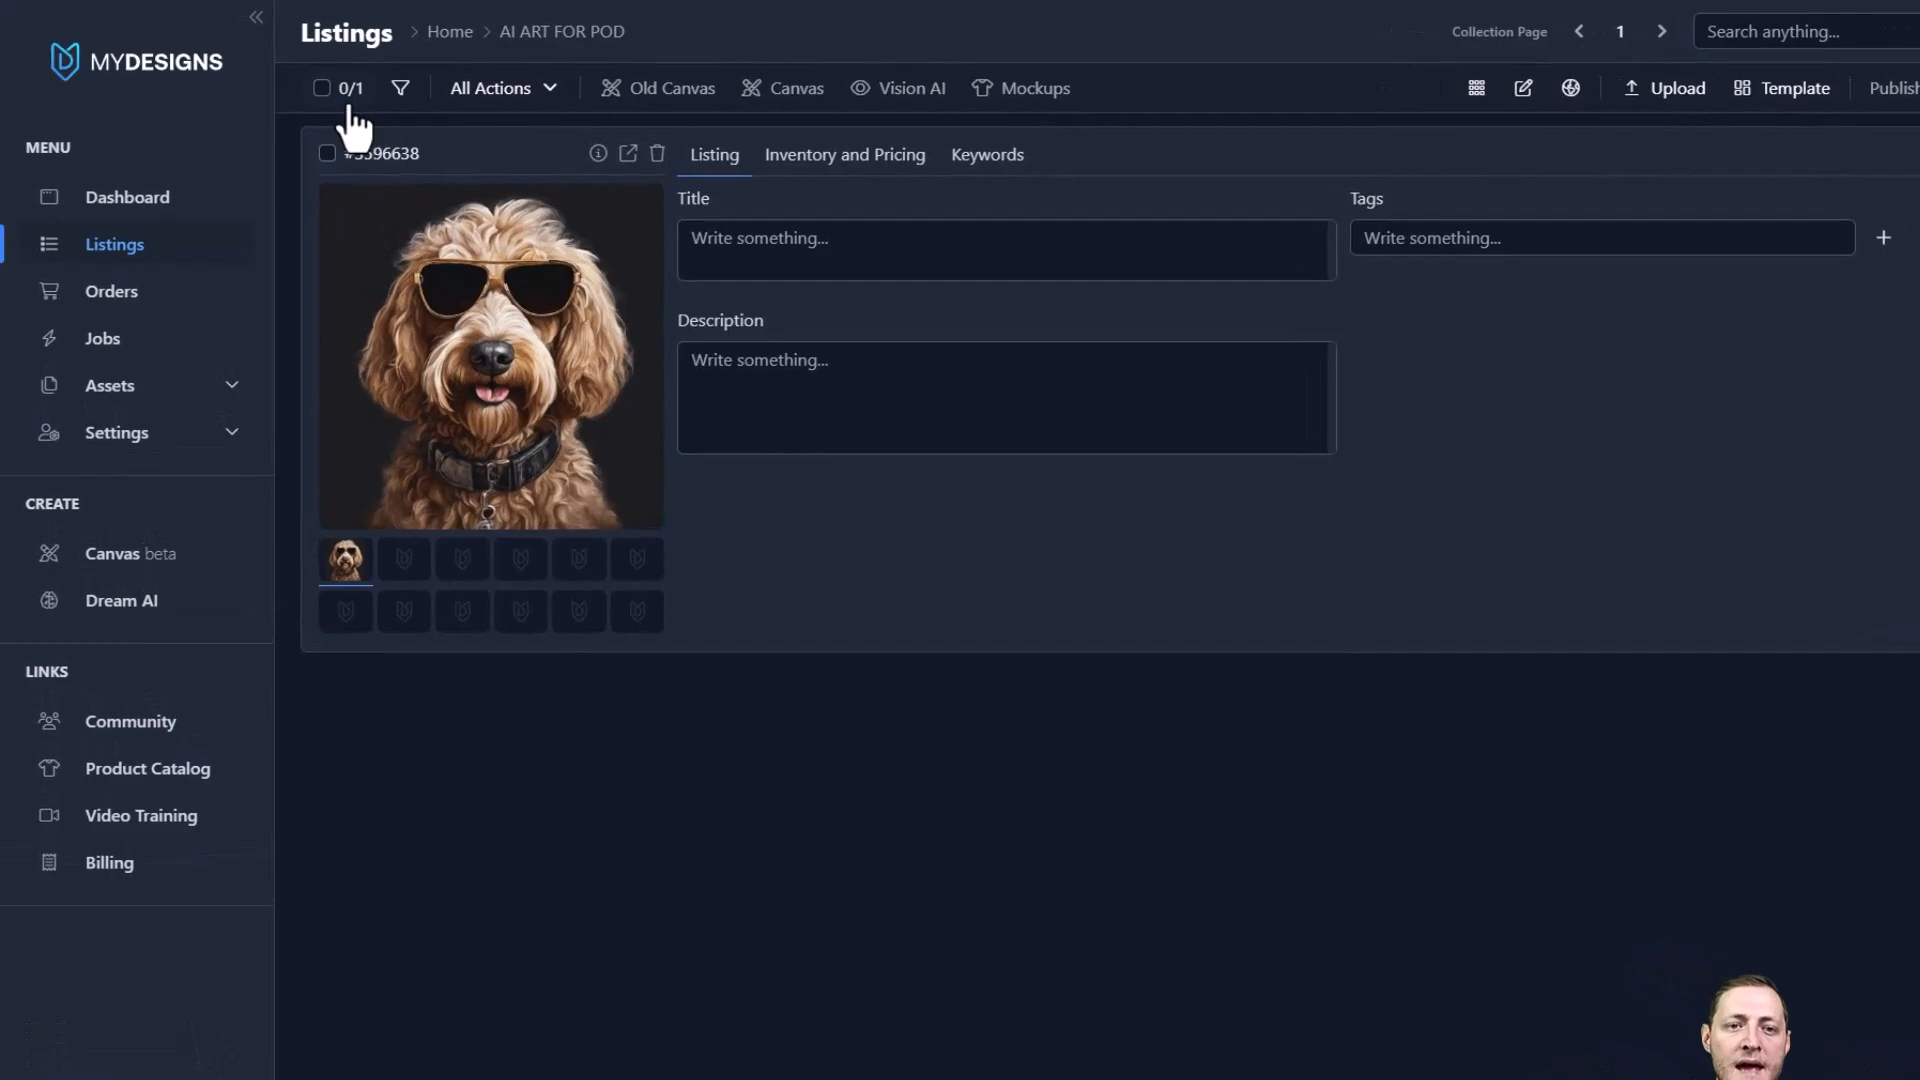 MYDESIGNS
MENU
Dashboard
Listings
Orders
Jobs
Assets
Settings
CREATE
Canvas beta
Dream AI
LINKS
Community
Product Catalog
Video Training
Billing
Listings > Home > AI ART FOR POD
Collection Page 1 Search anything...
0/1 All Actions Old Canvas Canvas Vision AI Mockups Upload Template Publish
Listing Inventory and Pricing Keywords
Title
Write something...
Description
Write something...
Tags
Write something...